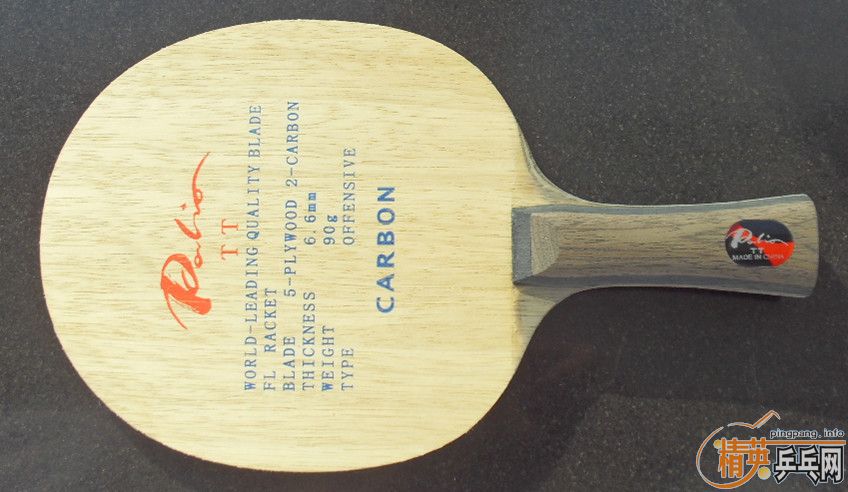 Palio
TT
WORLD-LEADING QUALITY BLADE
FL RACKET
BLADE 5-PLYWOOD 2-CARBON
THICKNESS 6.6mm
WEIGHT 90g
TYPE OFFENSIVE
CARBON
Palio
TT
MADE IN CHINA
pingpang.info
精英乒乓网